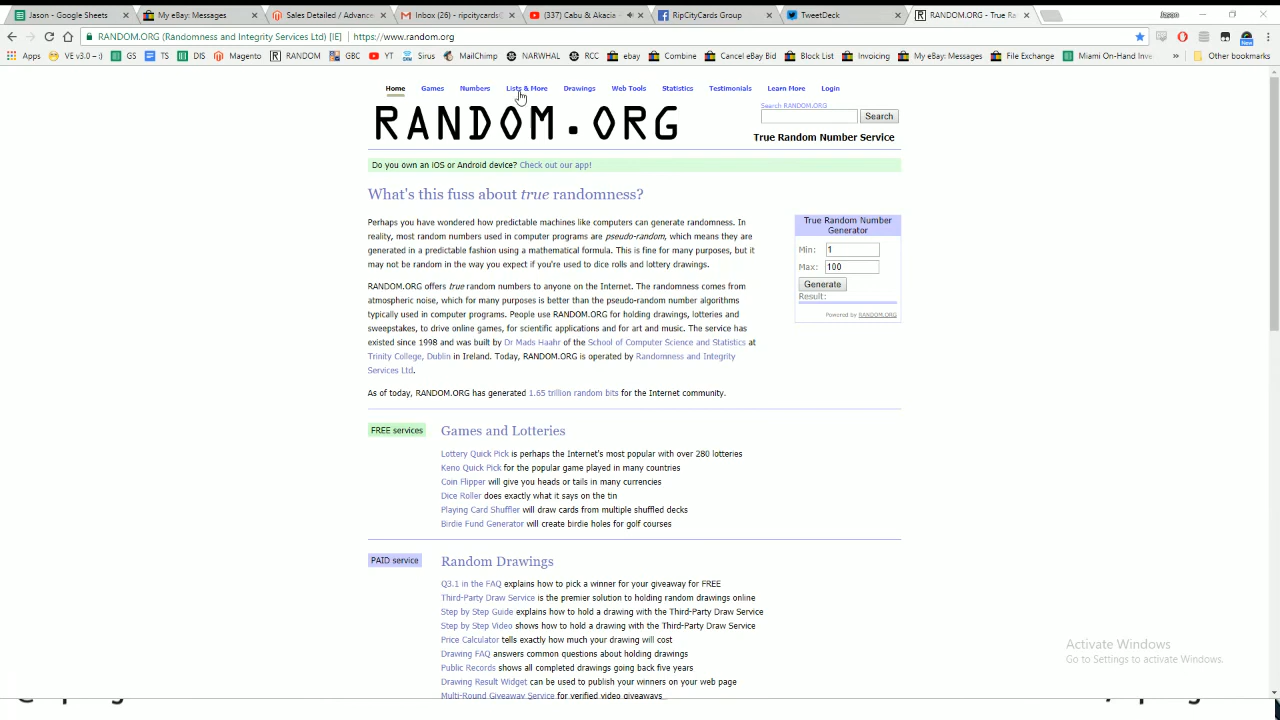 Jason - Google Sheets
My eBay: Messages
Sales Detailed / Advance
Inbox (26) - ripcitycards
(337) Cabu & Akacia -
RipCityCards Group
TweetDeck
RANDOM.ORG - True Ra
Jason
RANDOM.ORG (Randomness and Integrity Services Ltd) [IE] https://www.random.org
Apps VE v3.0 -: GS TS DIS Magento RANDOM GBC YT Sirus MailChimp NARWHAL RCC ebay Combine Cancel eBay Bid Block List Invoicing My eBay: Messages File Exchange Miami On-Hand Inve » Other bookmarks
Home Games Numbers Lists & More Drawings Web Tools Statistics Testimonials Learn More Login
RANDOM.ORG
Search RANDOM.ORG
Search
True Random Number Service
Do you own an iOS or Android device? Check out our app!
What's this fuss about true randomness?
Perhaps you have wondered how predictable machines like computers can generate randomness. In
reality, most random numbers used in computer programs are pseudo-random, which means they are
generated in a predictable fashion using a mathematical formula. This is fine for many purposes, but it
may not be random in the way you expect if you're used to dice rolls and lottery drawings.
RANDOM.ORG offers true random numbers to anyone on the Internet. The randomness comes from
atmospheric noise, which for many purposes is better than the pseudo-random number algorithms
typically used in computer programs. People use RANDOM.ORG for holding drawings, lotteries and
sweepstakes, to drive online games, for scientific applications and for art and music. The service has
existed since 1998 and was built by Dr Mads Haahr of the School of Computer Science and Statistics at
Trinity College, Dublin in Ireland. Today, RANDOM.ORG is operated by Randomness and Integrity
Services Ltd.
As of today, RANDOM.ORG has generated 1.65 trillion random bits for the Internet community.
True Random Number
Generator
Min: 1
Max: 100
Generate
Result:
Powered by RANDOM.ORG
FREE services
Games and Lotteries
Lottery Quick Pick is perhaps the Internet's most popular with over 280 lotteries
Keno Quick Pick for the popular game played in many countries
Coin Flipper will give you heads or tails in many currencies
Dice Roller does exactly what it says on the tin
Playing Card Shuffler will draw cards from multiple shuffled decks
Birdie Fund Generator will create birdie holes for golf courses
PAID service
Random Drawings
Q3.1 in the FAQ explains how to pick a winner for your giveaway for FREE
Third-Party Draw Service is the premier solution to holding random drawings online
Step by Step Guide explains how to hold a drawing with the Third-Party Draw Service
Step by Step Video shows how to hold a drawing with the Third-Party Draw Service
Price Calculator tells exactly how much your drawing will cost
Drawing FAQ answers common questions about holding drawings
Public Records shows all completed drawings going back five years
Drawing Result Widget can be used to publish your winners on your web page
Multi-Round Giveaway Service for verified video giveaways
Activate Windows
Go to Settings to activate Windows.